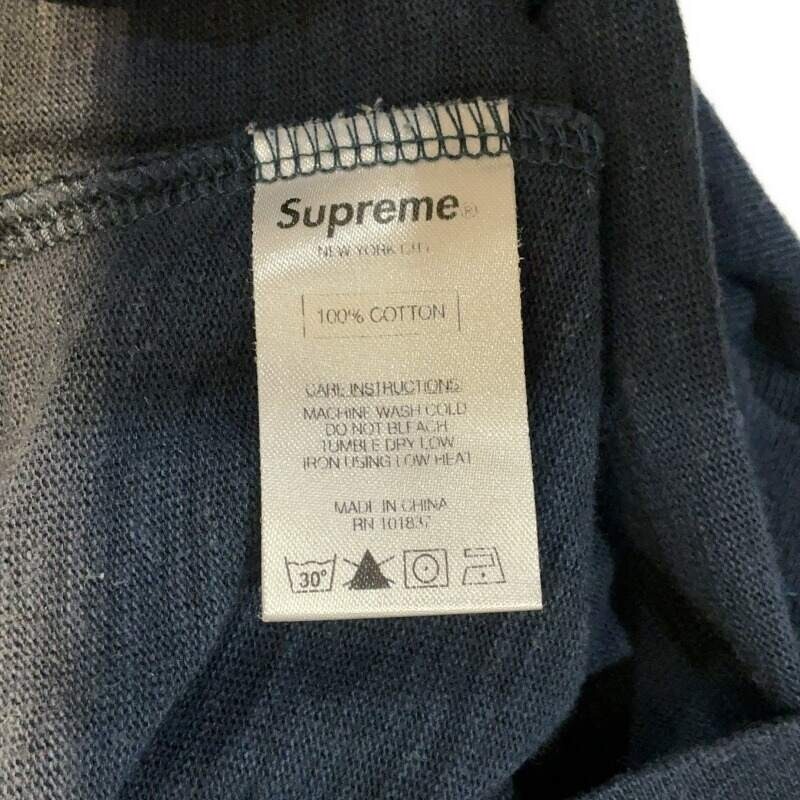 Supreme®
NEW YORK CITY
100% COTTON
CARE INSTRUCTIONS
MACHINE WASH COLD
DO NOT BLEACH
TUMBLE DRY LOW
IRON USING LOW HEAT
MADE IN CHINA
RN 101837
30°